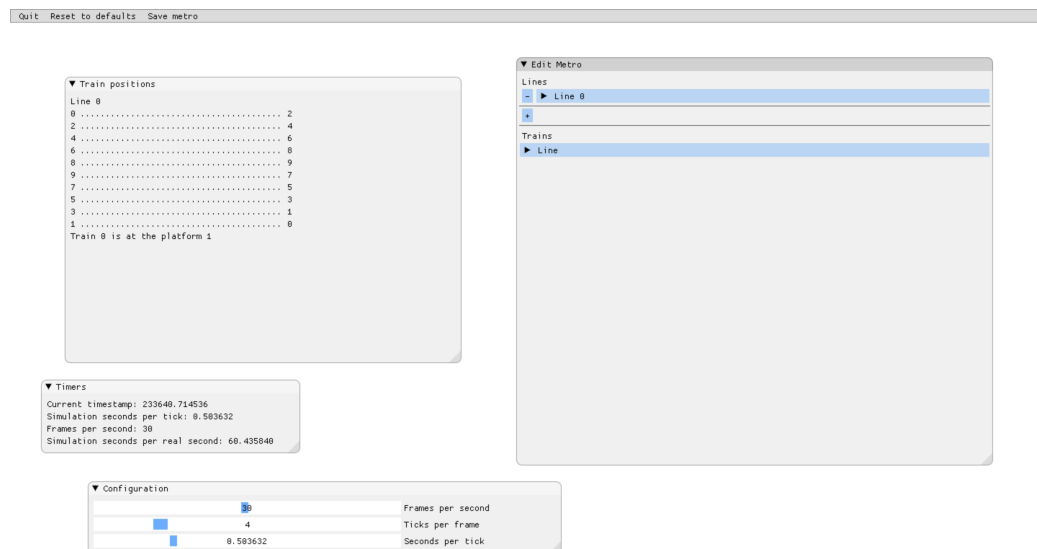 Quit Reset to defaults Save metro
▼ Edit Metro
Lines
- ► Line 0
+
Trains
► Line
▼ Train positions
Line 0
0 ........................................ 2
2 ........................................ 4
4 ........................................ 6
6 ........................................ 8
8 ........................................ 9
9 ........................................ 7
7 ........................................ 5
5 ........................................ 3
3 ........................................ 1
1 ........................................ 0
Train 0 is at the platform 1
▼ Timers
Current timestamp: 233640.714536
Simulation seconds per tick: 0.503632
Frames per second: 30
Simulation seconds per real second: 60.435840
▼ Configuration
30 Frames per second
4 Ticks per frame
0.503632 Seconds per tick